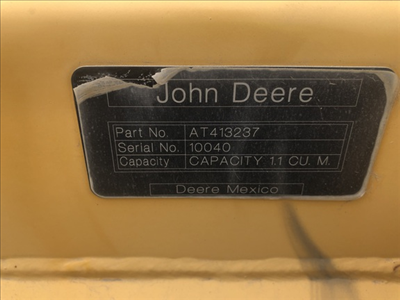 John Deere
Part No. AT413237
Serial No. 10040
Capacity CAPACITY 1.1 CU. M.
Deere Mexico